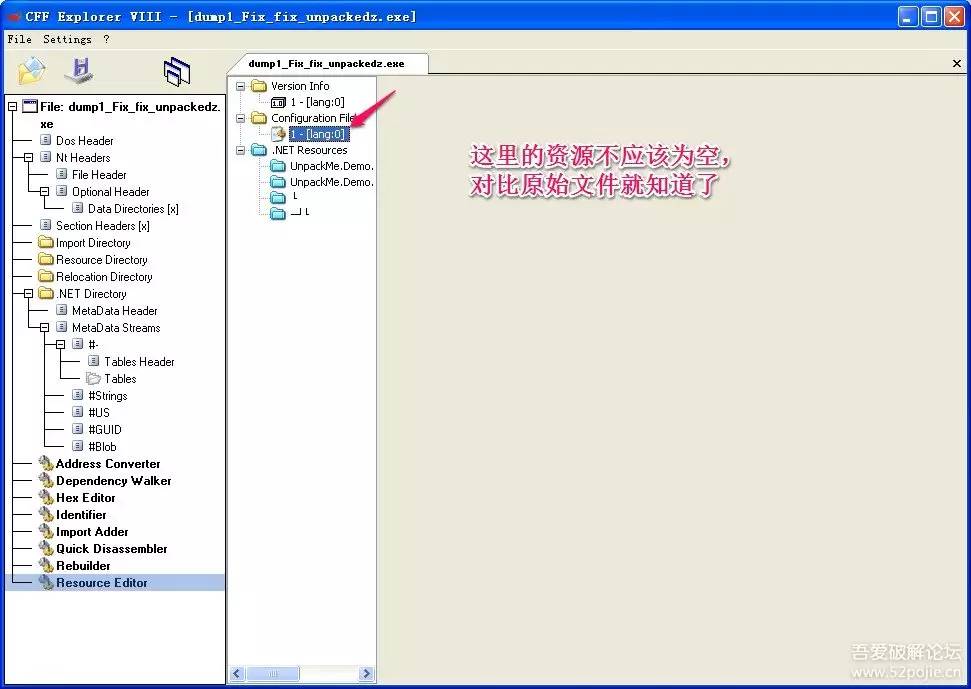 CFF Explorer VIII - [dump1_Fix_fix_unpackedz.exe]
File Settings ?
File: dump1_Fix_fix_unpackedz.
xe
Dos Header
Nt Headers
File Header
Optional Header
Data Directories [x]
Section Headers [x]
Import Directory
Resource Directory
Relocation Directory
.NET Directory
MetaData Header
MetaData Streams
#-
Tables Header
Tables
#Strings
#US
#GUID
#Blob
Address Converter
Dependency Walker
Hex Editor
Identifier
Import Adder
Quick Disassembler
Rebuilder
Resource Editor
dump1_Fix_fix_unpackedz.exe
Version Info
1 - [lang:0]
Configuration File
1 - [lang:0]
.NET Resources
UnpackMe.Demo.
UnpackMe.Demo.
这里的资源不应该为空，
对比原始文件就知道了
吾爱破解论坛
www.52pojie.cn